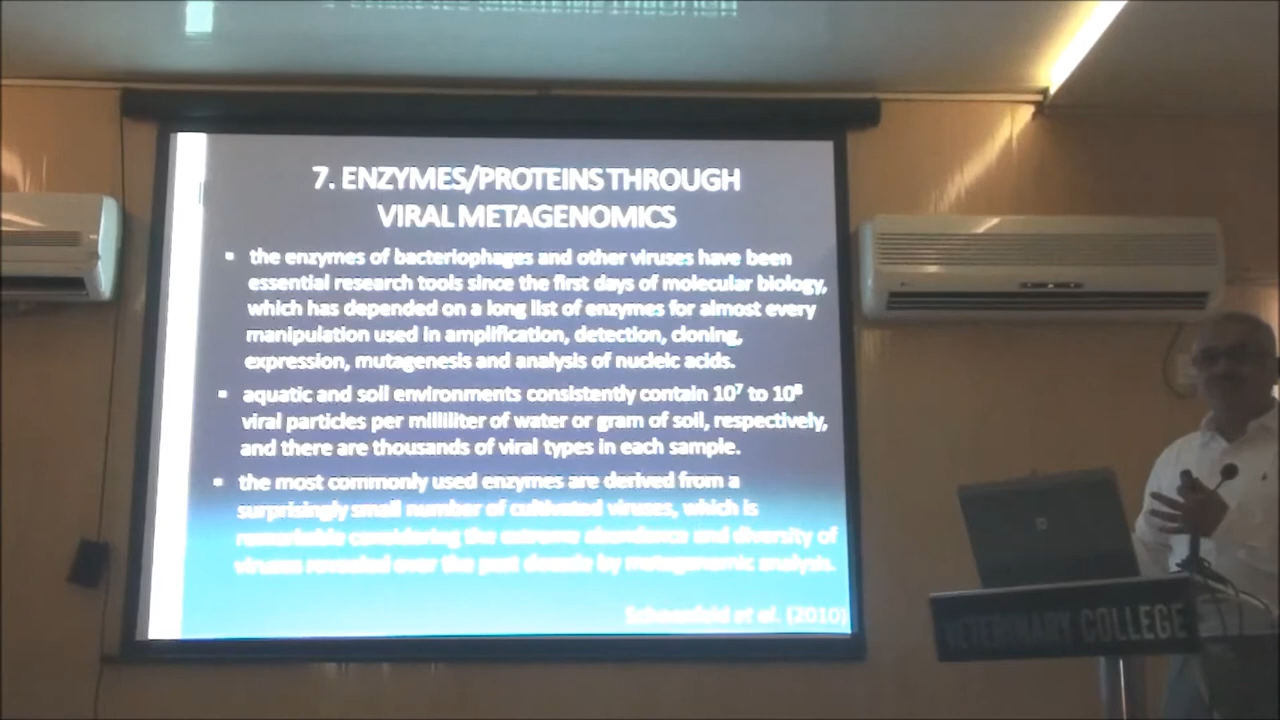 7. ENZYMES/PROTEINS THROUGH
VIRAL METAGENOMICS
▪ the enzymes of bacteriophages and other viruses have been
essential research tools since the first days of molecular biology,
which has depended on a long list of enzymes for almost every
manipulation used in amplification, detection, cloning,
expression, mutagenesis and analysis of nucleic acids.
▪ aquatic and soil environments consistently contain 10⁷ to 10⁸
viral particles per milliliter of water or gram of soil, respectively,
and there are thousands of viral types in each sample.
▪ the most commonly used enzymes are derived from a
surprisingly small number of cultivated viruses, which is
remarkable considering the extreme abundance and diversity of
viruses revealed over the past decade by metagenomic analysis.
Schoenfeld et al. (2010)
VETERINARY COLLEGE